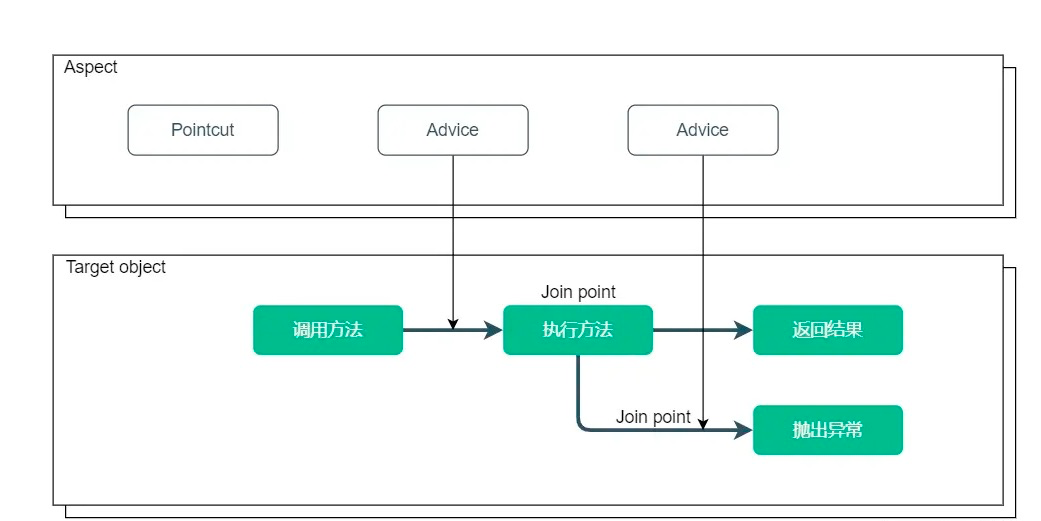 Aspect
Pointcut
Advice
Advice
Target object
Join point
调用方法
执行方法
返回结果
Join point
抛出异常